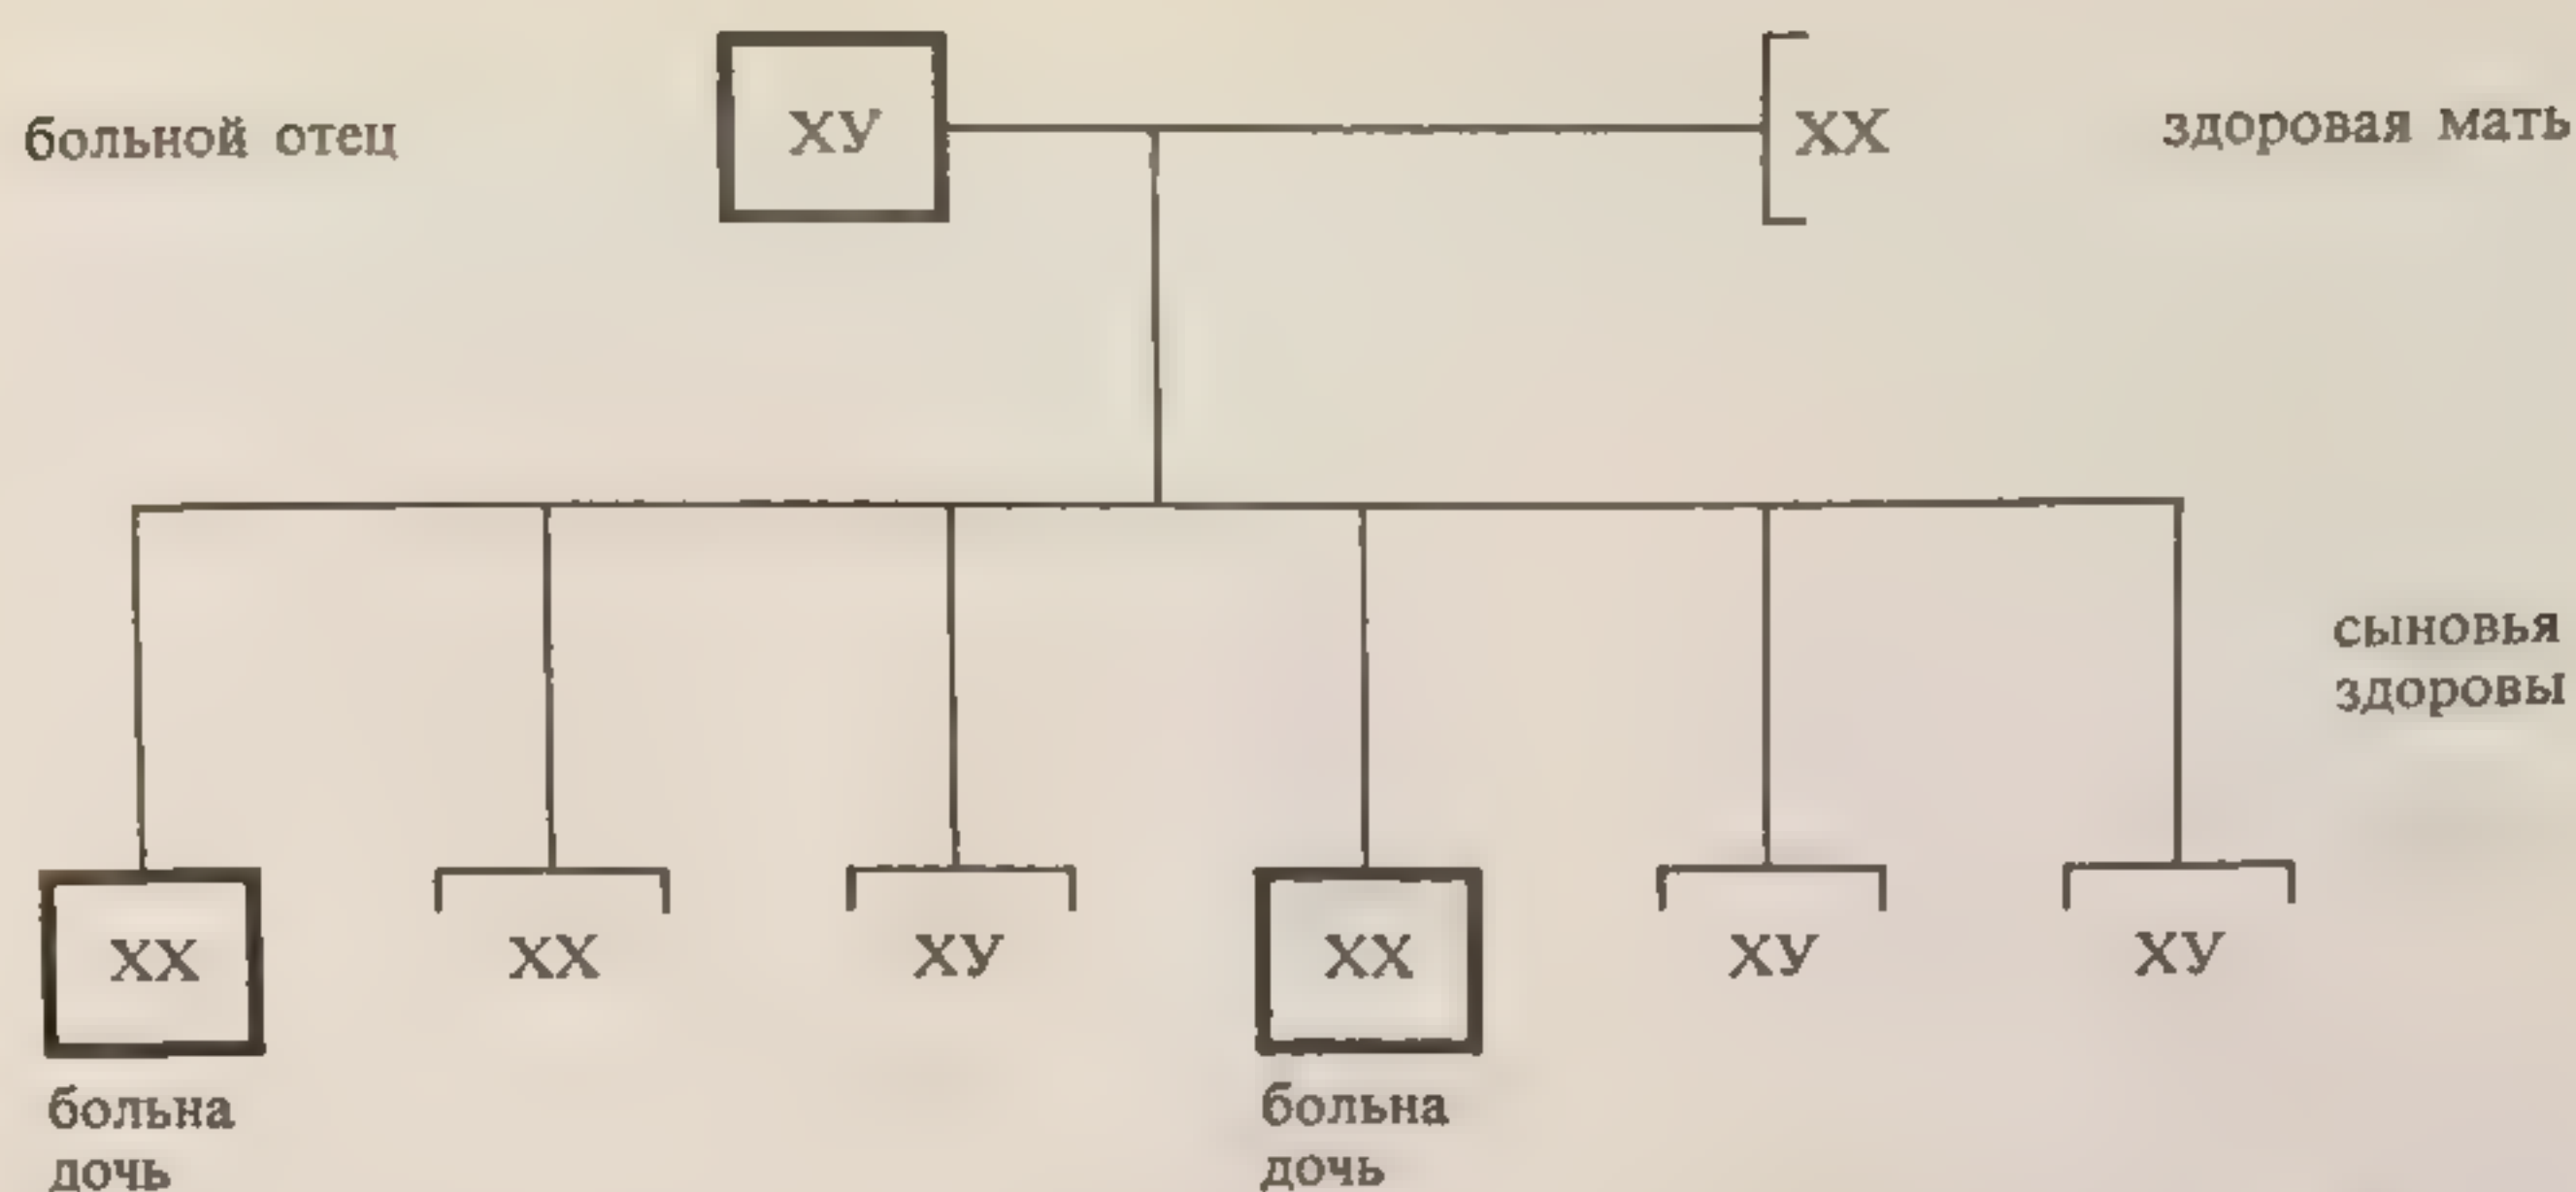 больной отец ХУ ХХ здоровая мать
сыновья
здоровы
ХХ ХХ ХУ ХХ ХУ ХУ
больна больна
дочь дочь